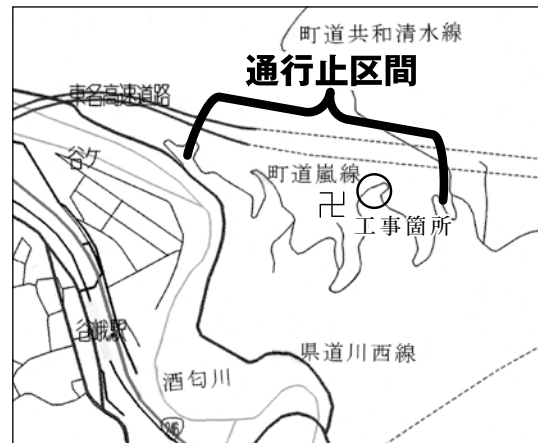 町道共和清水線
通行止区間
東名高速道路
谷ケ
町道嵐線
卍
工事箇所
谷峨駅
県道川西線
酒匂川
246